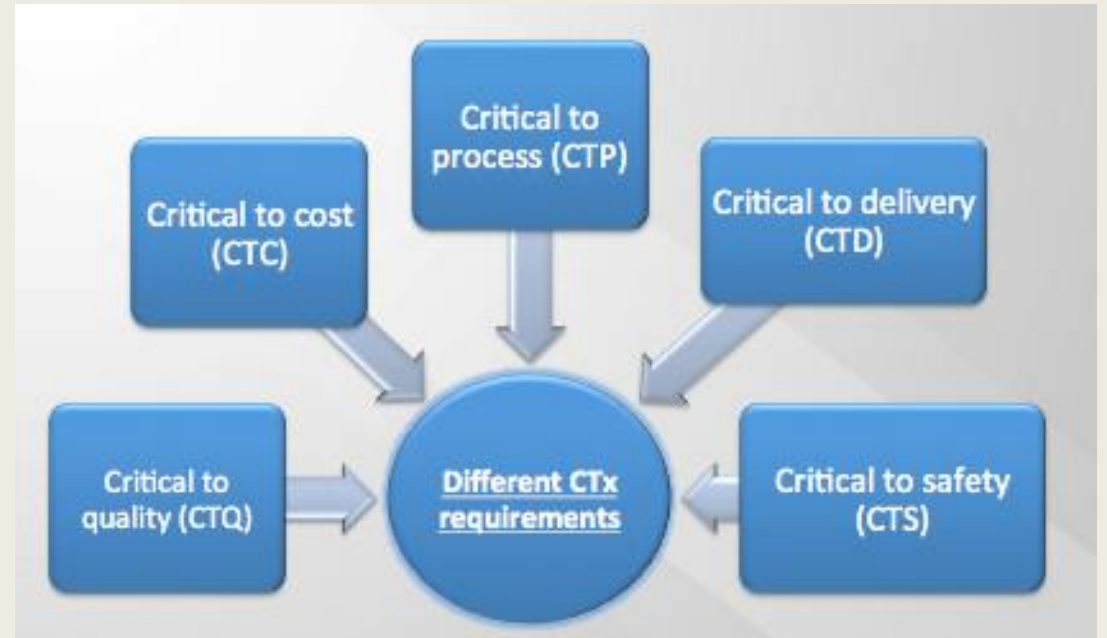 Critical to
process (CTP)
Critical to cost
(CTC)
Critical to delivery
(CTD)
Critical to
quality (CTQ)
Different CTx
requirements
Critical to safety
(CTS)